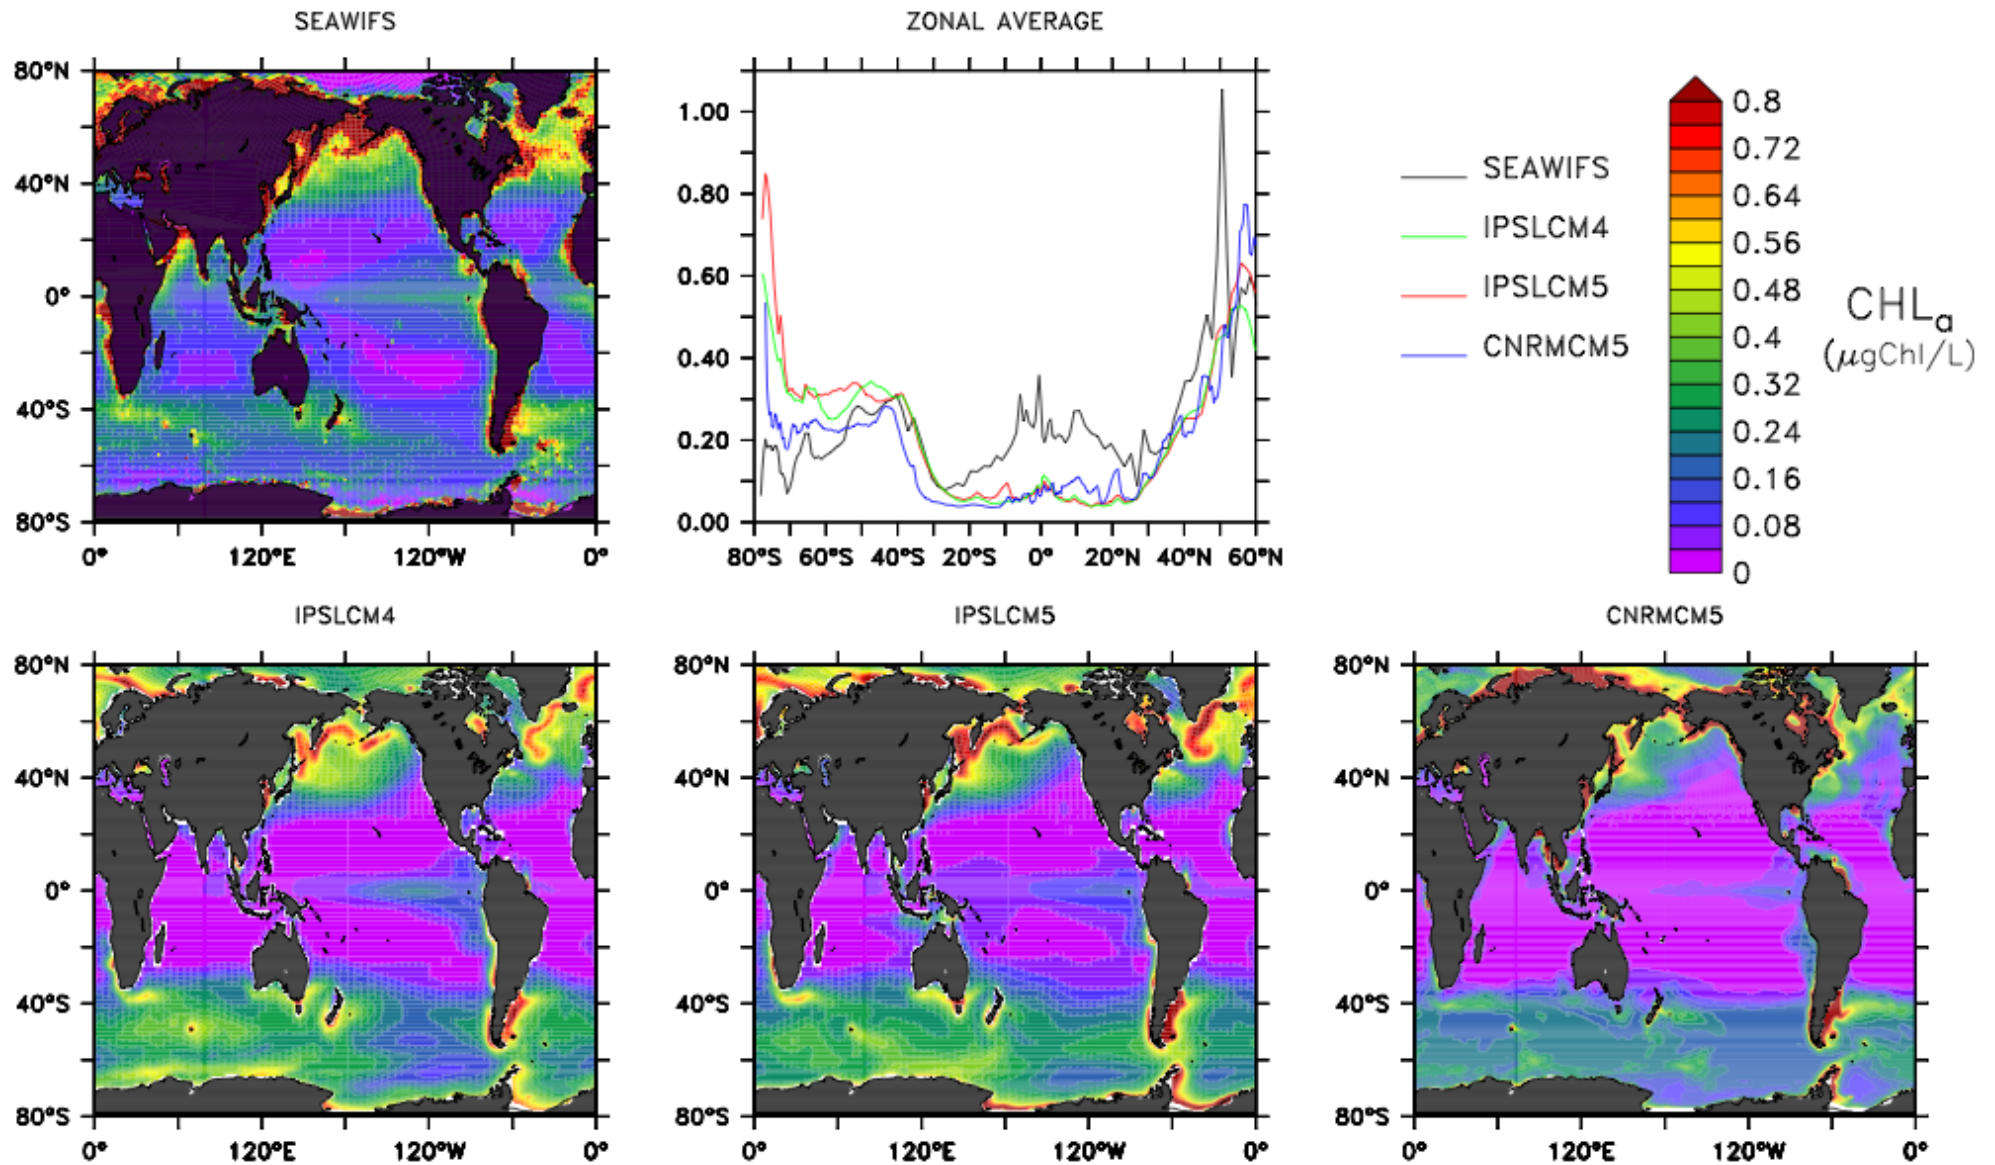 SEAWIFS
80°N
40°N
0°
40°S
80°S
0° 120°E 120°W 0°
ZONAL AVERAGE
1.00
0.80
0.60
0.40
0.20
0.00
80°S 60°S 40°S 20°S 0° 20°N 40°N 60°N
SEAWIFS
IPSLCM4
IPSLCM5
CNRMCM5
0.8
0.72
0.64
0.56
0.48
0.4
0.32
0.24
0.16
0.08
0
CHLa
(μgChl/L)
IPSLCM4
80°N
40°N
0°
40°S
80°S
0° 120°E 120°W 0°
IPSLCM5
80°N
40°N
0°
40°S
80°S
0° 120°E 120°W 0°
CNRMCM5
80°N
40°N
0°
40°S
80°S
0° 120°E 120°W 0°